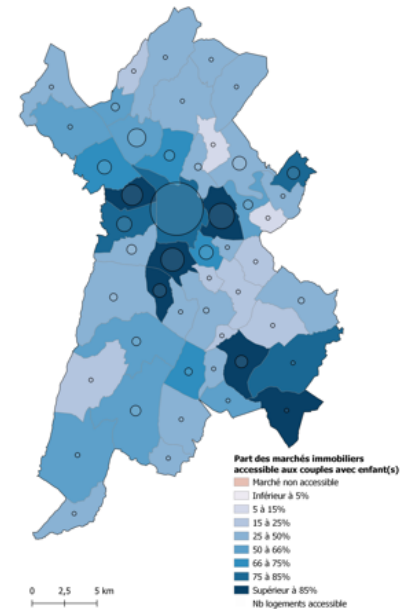 Part des marchés immobiliers
accessible aux couples avec enfant(s)
Marché non accessible
Inférieur à 5%
5 à 15%
15 à 25%
25 à 50%
50 à 66%
66 à 75%
75 à 85%
Supérieur à 85%
Nb logements accessible
0 2,5 5 km